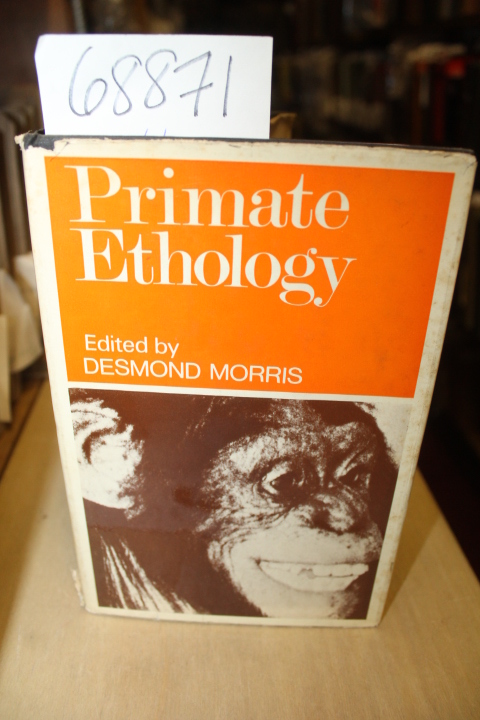 68871
Primate
Ethology
Edited by
DESMOND MORRIS